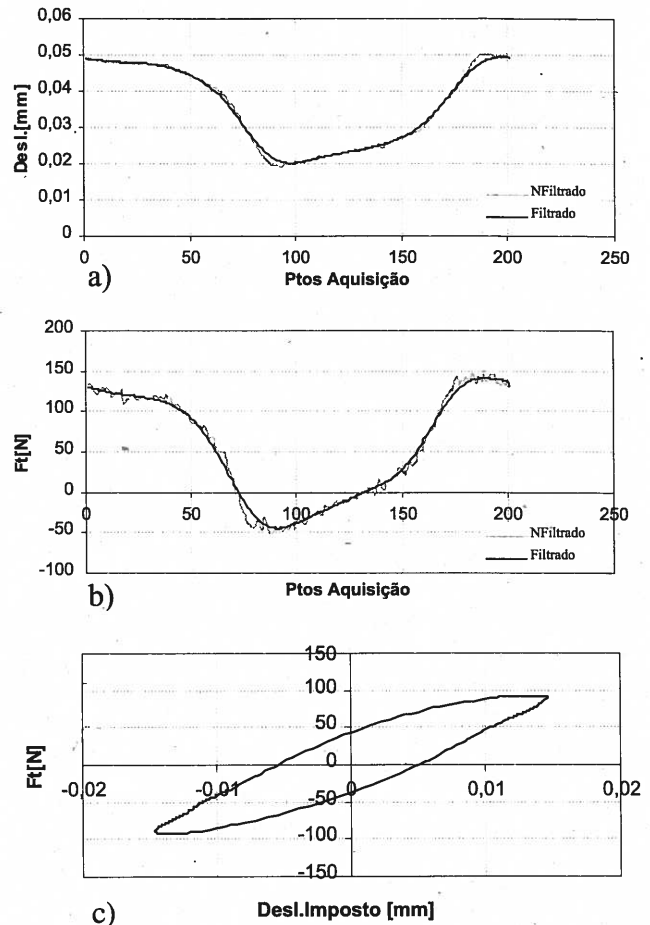 0,06
0,05
0,04
0,03
0,02
0,01
0
Desl.[mm]
NFiltrado
Filtrado
0 50 100 150 200 250
a)
Ptos Aquisição
200
150
100
50
0
-50
-100
Ft[N]
NFiltrado
Filtrado
0 50 100 150 200 250
b)
Ptos Aquisição
150
100
50
0
-50
-100
-150
Ft[N]
-0,02 -0,01 0 0,01 0,02
c)
Desl.Imposto [mm]